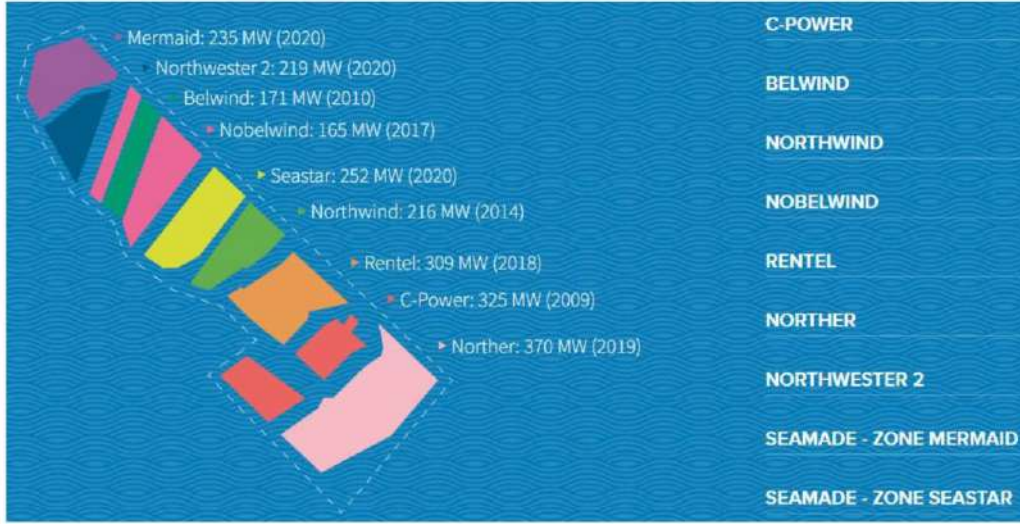 Mermaid: 235 MW (2020)
Northwester 2: 219 MW (2020)
Belwind: 171 MW (2010)
Nobelwind: 165 MW (2017)
Seastar: 252 MW (2020)
Northwind: 216 MW (2014)
Rentel: 309 MW (2018)
C-Power: 325 MW (2009)
Norther: 370 MW (2019)
C-POWER
BELWIND
NORTHWIND
NOBELWIND
RENTEL
NORTHER
NORTHWESTER 2
SEAMADE - ZONE MERMAID
SEAMADE - ZONE SEASTAR